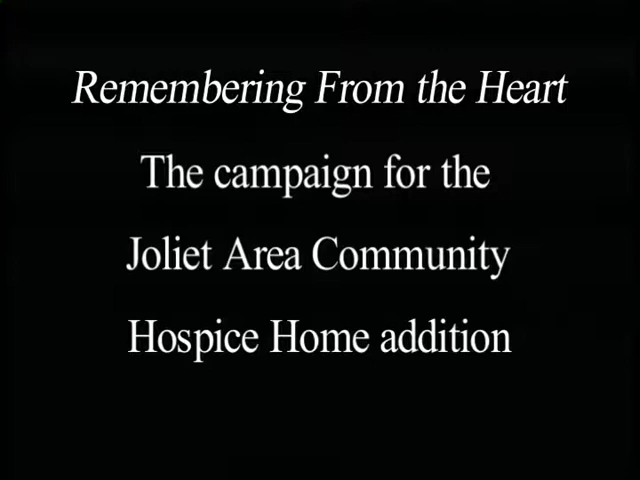 Remembering From the Heart
The campaign for the
Joliet Area Community
Hospice Home addition